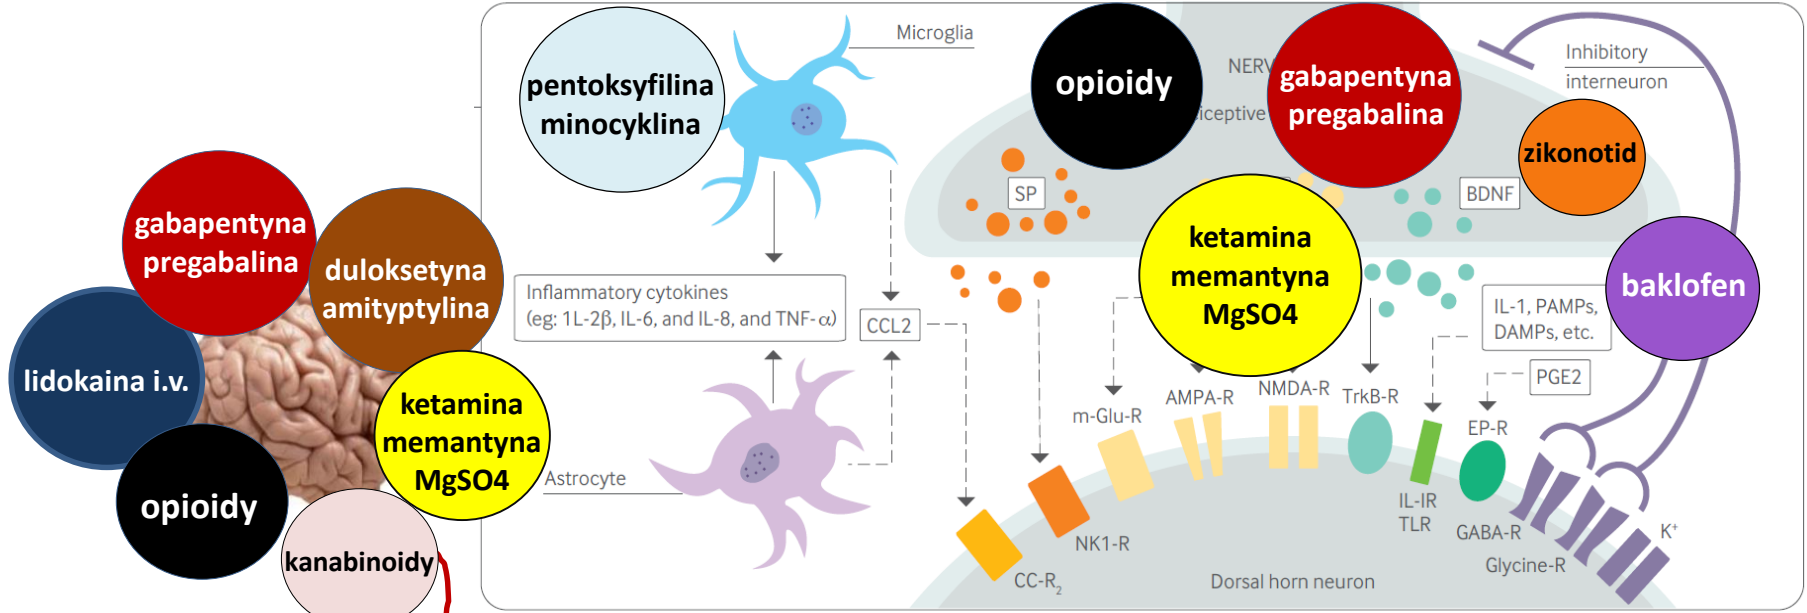 Microglia
pentoksyfilina
minocyklina
opioidy
NERV
iceptive
gabapentyna
pregabalina
Inhibitory
interneuron
zikonotid
SP
BDNF
gabapentyna
pregabalina
duloksetyna
amityptylina
lidokaina i.v.
ketamina
memantyna
MgSO4
opioidy
kanabinoidy
Inflammatory cytokines
(eg: 1L-2β, IL-6, and IL-8, and TNF-α)
CCL2
Astrocyte
ketamina
memantyna
MgSO4
baklofen
IL-1, PAMPs,
DAMPs, etc.
PGE2
m-Glu-R
AMPA-R
NMDA-R
TrkB-R
EP-R
IL-IR
TLR
GABA-R
Glycine-R
K+
NK1-R
CC-R2
Dorsal horn neuron